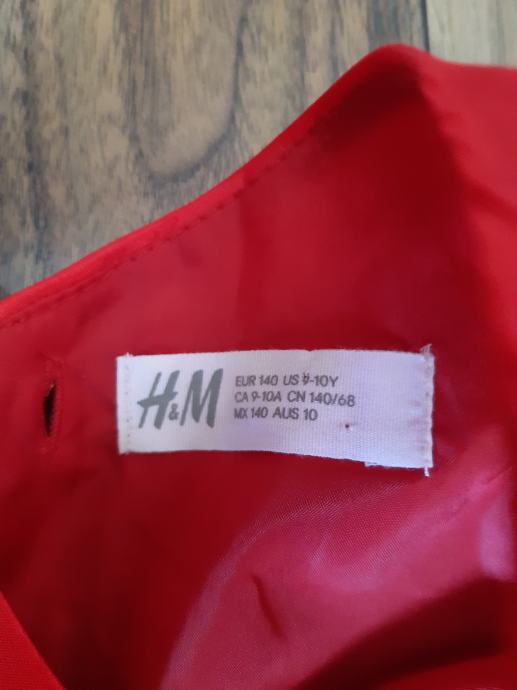 H&M
EUR 140 US 9-10Y
CA 9-10A CN 140/68
MX 140 AUS 10